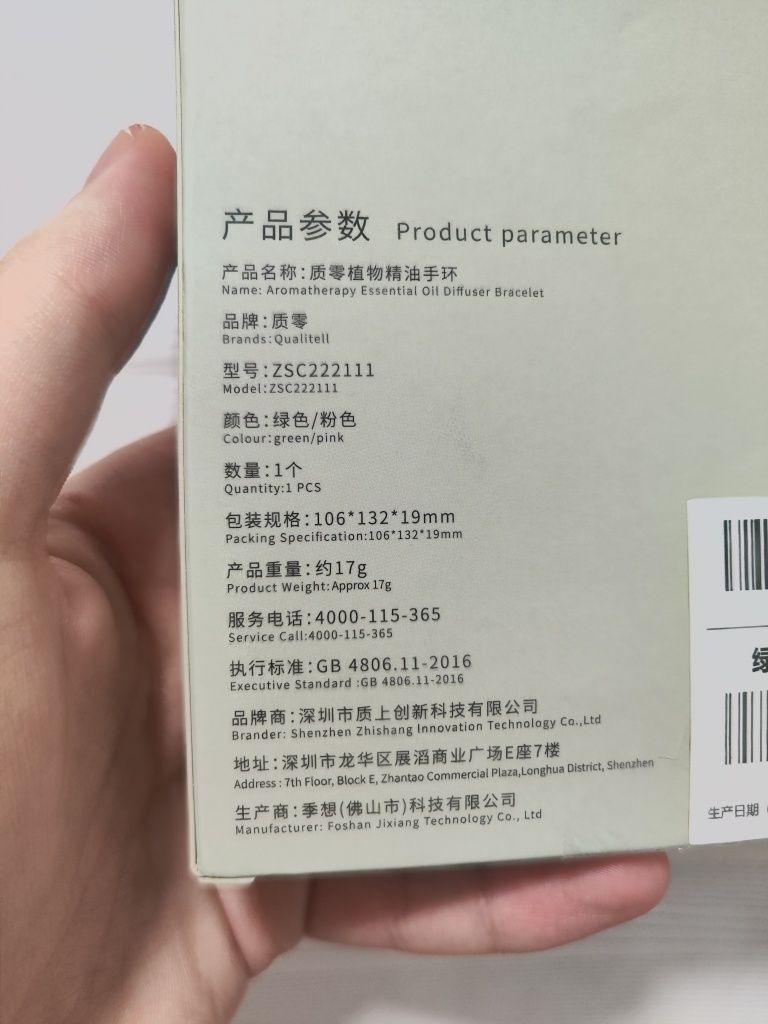 产品参数 Product parameter
产品名称:质零植物精油手环
Name: Aromatherapy Essential Oil Diffuser Bracelet
品牌:质零
Brands:Qualitell
型号:ZSC222111
Model:ZSC222111
颜色:绿色/粉色
Colour:green/pink
数量:1个
Quantity:1 PCS
包装规格:106*132*19mm
Packing Specification:106*132*19mm
产品重量:约17g
Product Weight:Approx 17g
服务电话:4000-115-365
Service Call:4000-115-365
执行标准:GB 4806.11-2016
Executive Standard :GB 4806.11-2016
品牌商:深圳市质上创新科技有限公司
Brander: Shenzhen Zhishang lnnovation Technology Co.,Ltd
地址:深圳市龙华区展滔商业广场E座7楼
Address : 7th Floor, Block E, Zhantao Commercial Plaza,Longhua District, Shenzhen
生产商:季想(佛山市)科技有限公司
Manufacturer: Foshan Jixiang Technology Co., Ltd
生产日期